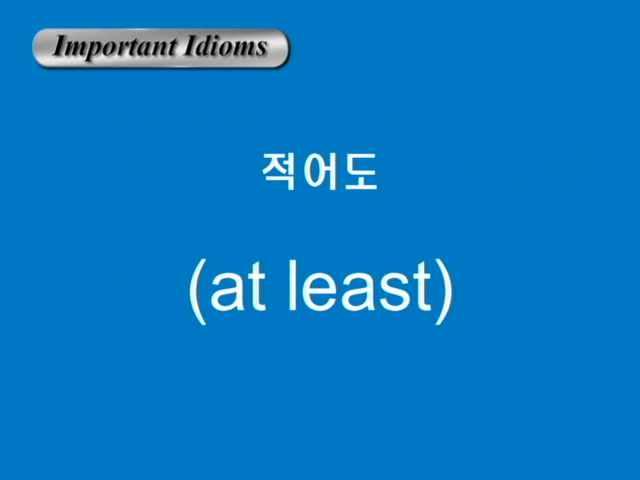 Important Idioms
적어도
(at least)